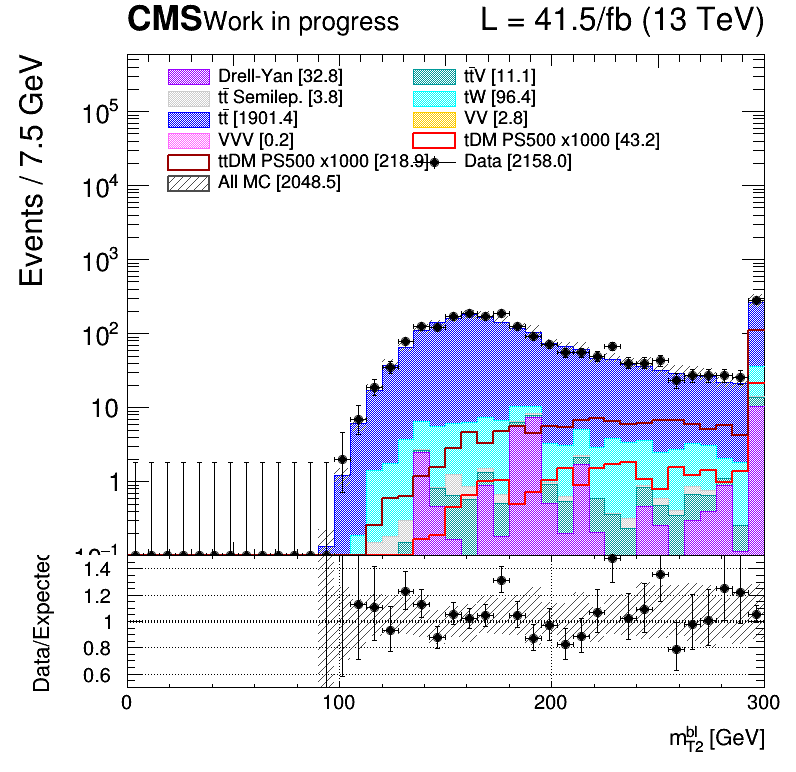 CMS Work in progress L = 41.5/fb (13 TeV)
Events / 7.5 GeV
Drell-Yan [32.8] tt̄V [11.1]
tt̄ Semilep. [3.8] tW [96.4]
tt̄ [1901.4] VV [2.8]
VVV [0.2] tDM PS500 x1000 [43.2]
ttDM PS500 x1000 [218.9] Data [2158.0]
All MC [2048.5]
10⁵
10⁴
10³
10²
10
1
10⁻¹
Data/Expected
1.4
1.2
1
0.8
0.6
0 100 200 300
m_{T2}^{bl} [GeV]